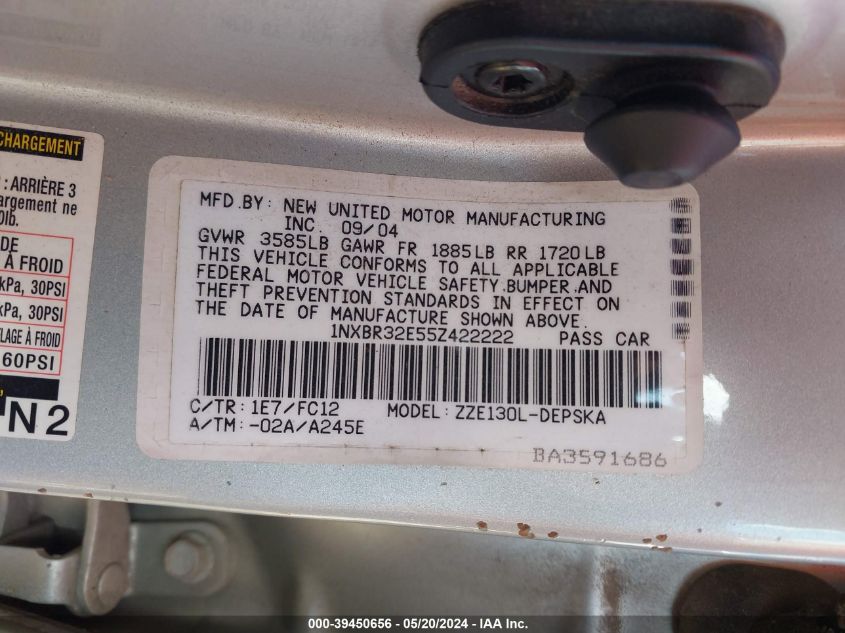 CHARGEMENT
: ARRIÈRE 3
chargement ne
0lb.
DE
À FROID
kPa, 30PSI
kPa, 30PSI
LAGE À FROID
60PSI
N2
MFD.BY: NEW UNITED MOTOR MANUFACTURING
INC. 09/04
GVWR 3585LB GAWR FR 1885LB RR 1720LB
THIS VEHICLE CONFORMS TO ALL APPLICABLE
FEDERAL MOTOR VEHICLE SAFETY,BUMPER,AND
THEFT PREVENTION STANDARDS IN EFFECT ON
THE DATE OF MANUFACTURE SHOWN ABOVE.
1NXBR32E55Z422222 PASS CAR
C/TR: 1E7/FC12 MODEL: ZZE130L-DEPSKA
A/TM: -02A/A245E
BA3591686
000-39450656 - 05/20/2024 - IAA Inc.